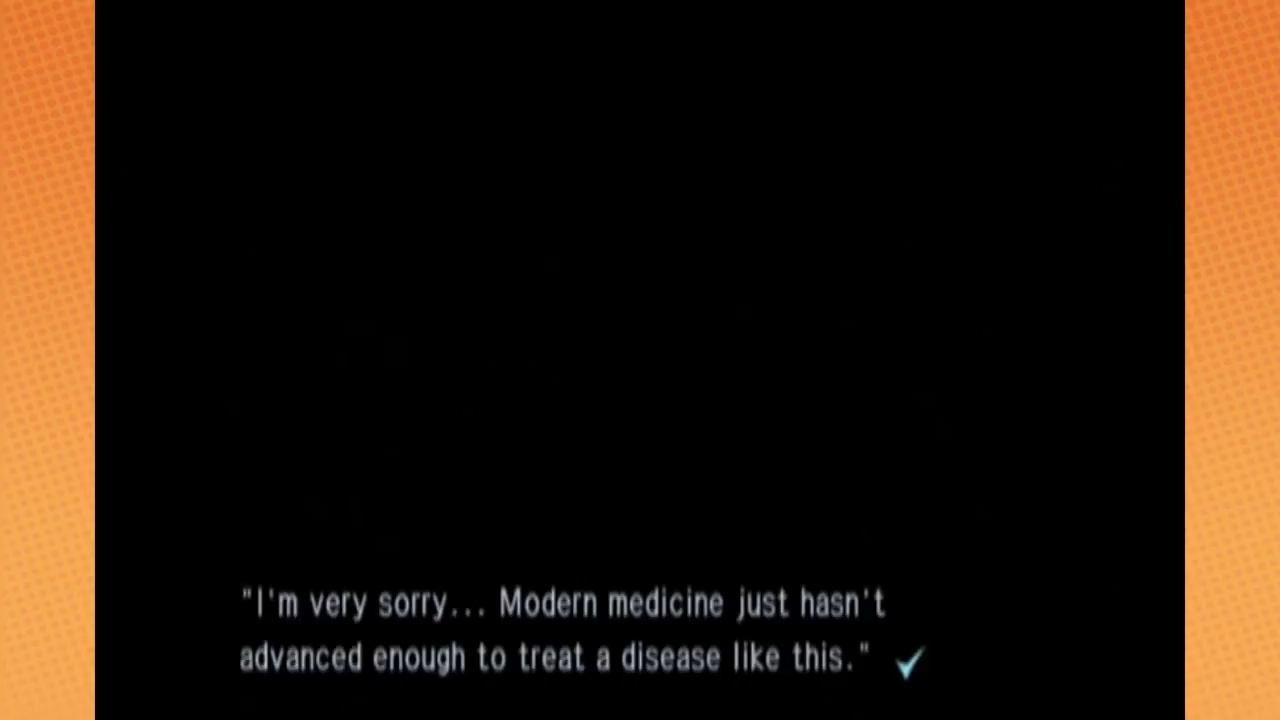 "I'm very sorry... Modern medicine just hasn't
advanced enough to treat a disease like this."